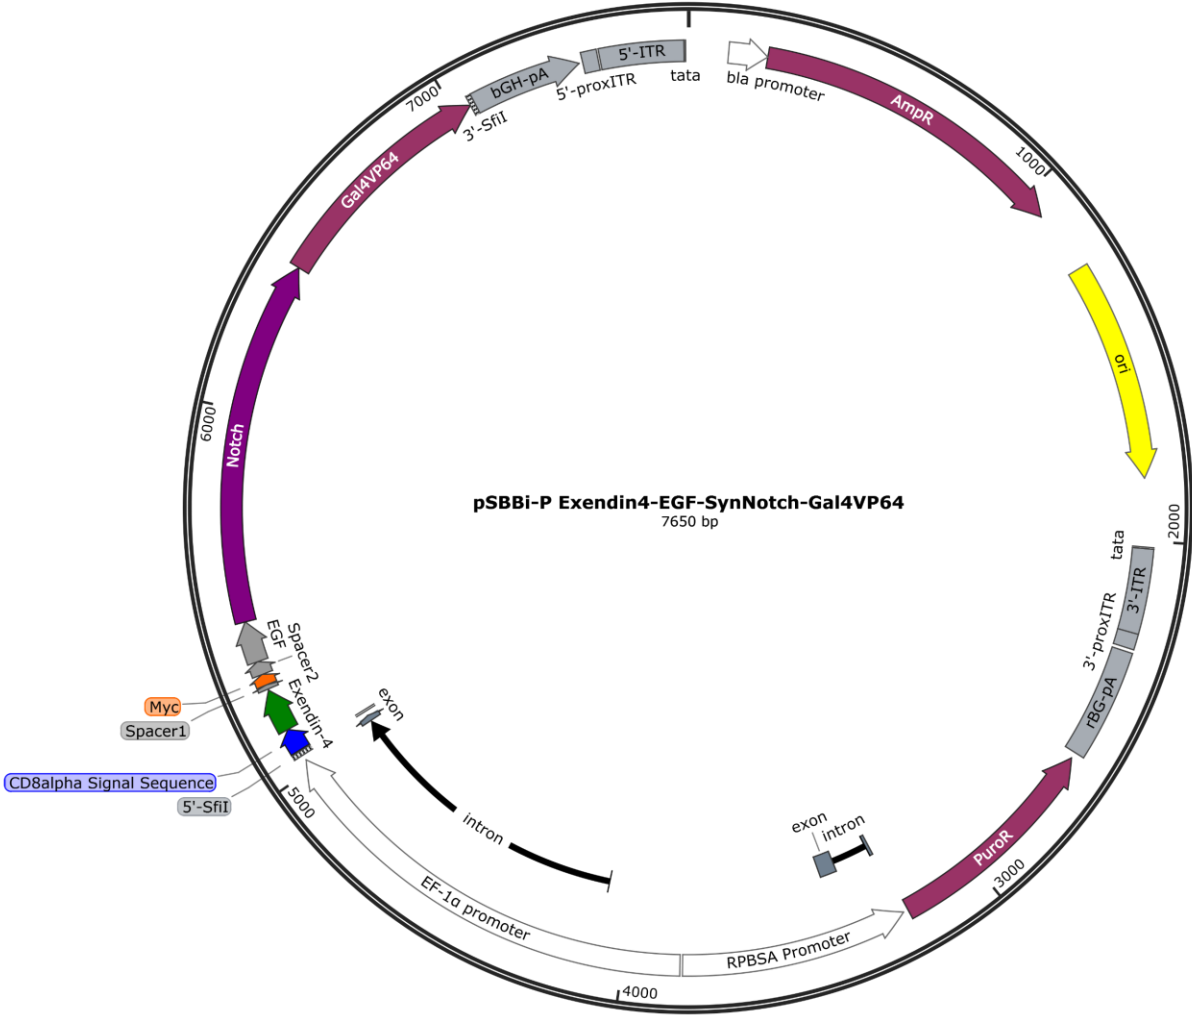 5'-ITR
tata
5'-proxITR
bGH-pA
3'-SfiI
7000
bla promoter
AmpR
1000
Gal4VP64
ori
6000
Notch
pSBBi-P Exendin4-EGF-SynNotch-Gal4VP64
7650 bp
2000
tata
3'-ITR
3'-proxITR
rBG-pA
EGF
Spacer2
Myc
Spacer1
Exendin-4
exon
CD8alpha Signal Sequence
5'-SfiI
5000
intron
exon
intron
PuroR
3000
EF-1α promoter
RPBSA Promoter
4000